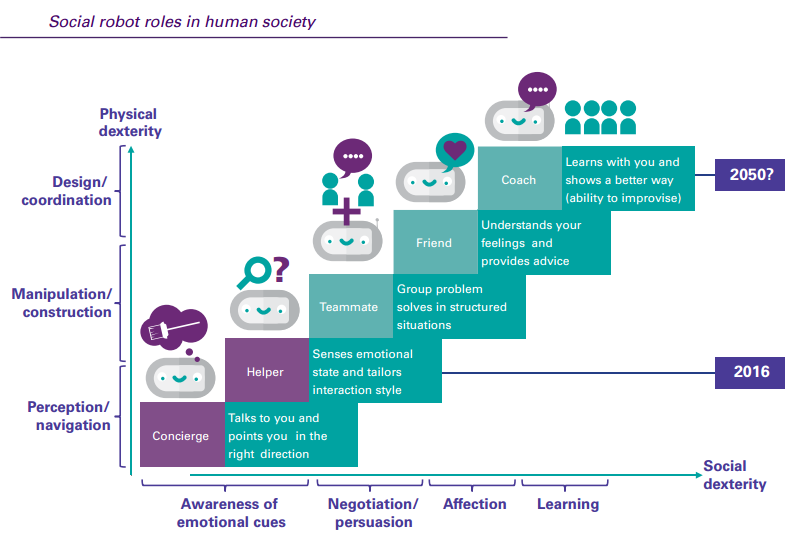 Social robot roles in human society
Physical
dexterity
Design/
coordination
Manipulation/
construction
Perception/
navigation
Coach
Learns with you and
shows a better way
(ability to improvise)
2050?
Friend
Understands your
feelings and
provides advice
?
Teammate
Group problem
solves in structured
situations
Helper
Senses emotional
state and tailors
interaction style
2016
Concierge
Talks to you and
points you in the
right direction
Social
dexterity
Awareness of
emotional cues
Negotiation/
persuasion
Affection
Learning